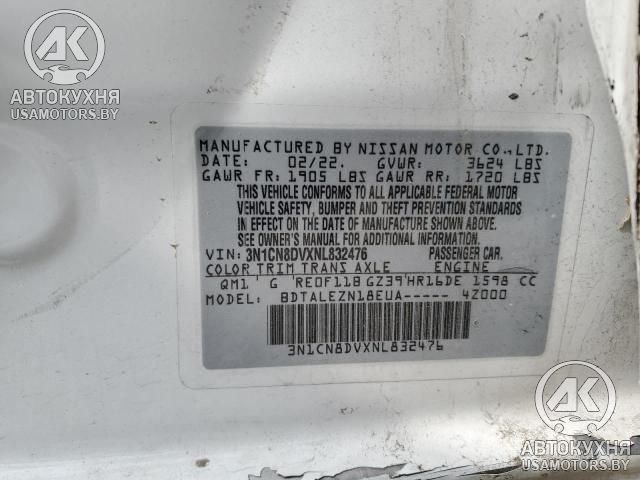 АК
АВТОКУХНЯ
USAMOTORS.BY
MANUFACTURED BY NISSAN MOTOR CO.,LTD.
DATE: 02/22. GVWR: 3624 LBS
GAWR FR: 1905 LBS GAWR RR: 1720 LBS
THIS VEHICLE CONFORMS TO ALL APPLICABLE FEDERAL MOTOR
VEHICLE SAFETY, BUMPER AND THEFT PREVENTION STANDARDS
IN EFFECT ON THE DATE OF MANUFACTURE SHOWN ABOVE.
SEE OWNER'S MANUAL FOR ADDITIONAL INFORMATION.
VIN: 3N1CN8DVXNL832476 PASSENGER CAR.
COLOR TRIM TRANS AXLE ENGINE
QM1 G RE0F11B GZ39 HR16DE 1598 CC
MODEL: BDTALEZN18EUA----- 4Z000
3N1CN8DVXNL832476
АК
АВТОКУХНЯ
USAMOTORS.BY